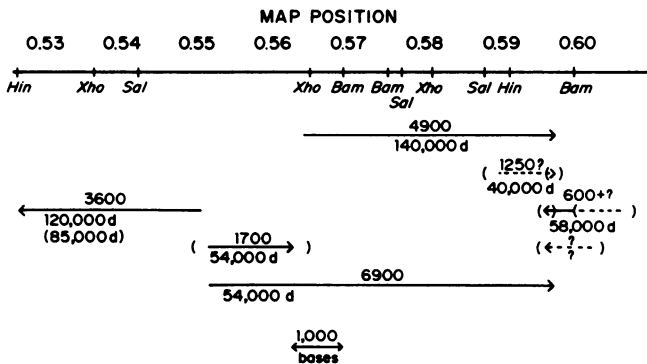 MAP POSITION
0.53 0.54 0.55 0.56 0.57 0.58 0.59 0.60
Hin Xho Sal Xho Bam Bam Sal Xho Sal Hin Bam
4900
140,000 d
( 1250? )
40,000 d
3600
120,000 d
(85,000 d)
600+?
( ( )
58,000 d
( 1700 )
54,000 d
( ? )
?
6900
54,000 d
1,000
bases